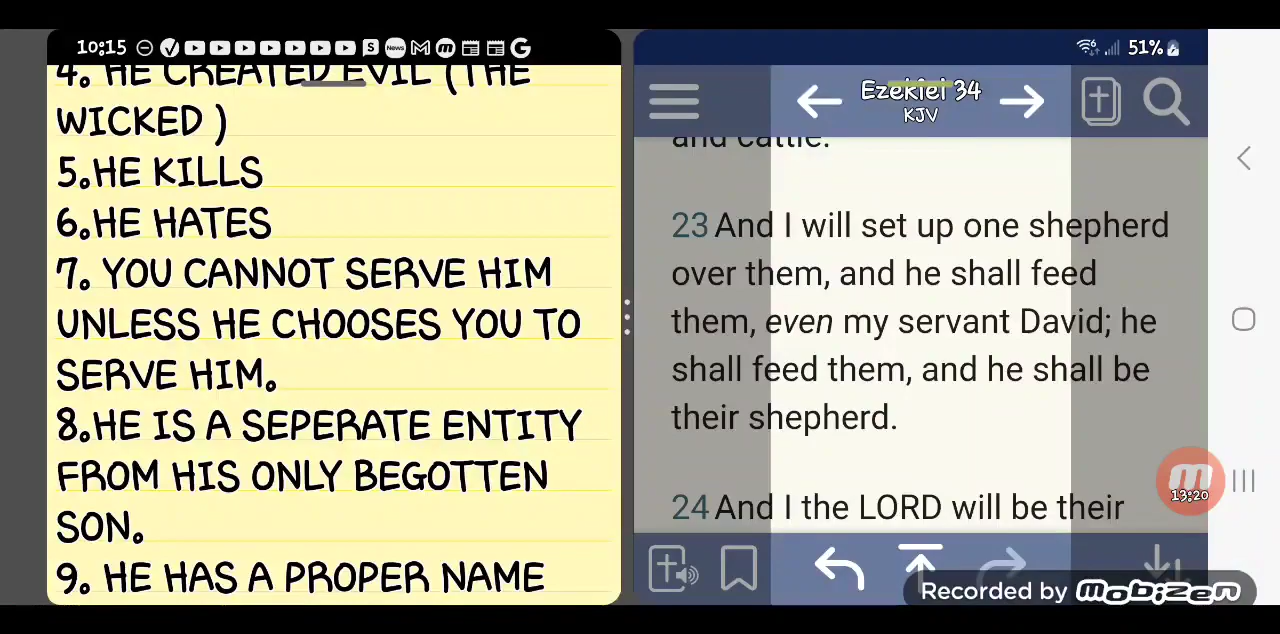 10:15
News
51%
4. HE CREATED EVIL (THE
WICKED )
5.HE KILLS
6.HE HATES
7. YOU CANNOT SERVE HIM
UNLESS HE CHOOSES YOU TO
SERVE HIM.
8.HE IS A SEPERATE ENTITY
FROM HIS ONLY BEGOTTEN
SON.
9. HE HAS A PROPER NAME
Ezekiel 34
KJV
and cattle.
23 And I will set up one shepherd
over them, and he shall feed
them, even my servant David; he
shall feed them, and he shall be
their shepherd.
24 And I the LORD will be their
13:20
Recorded by Mobizen